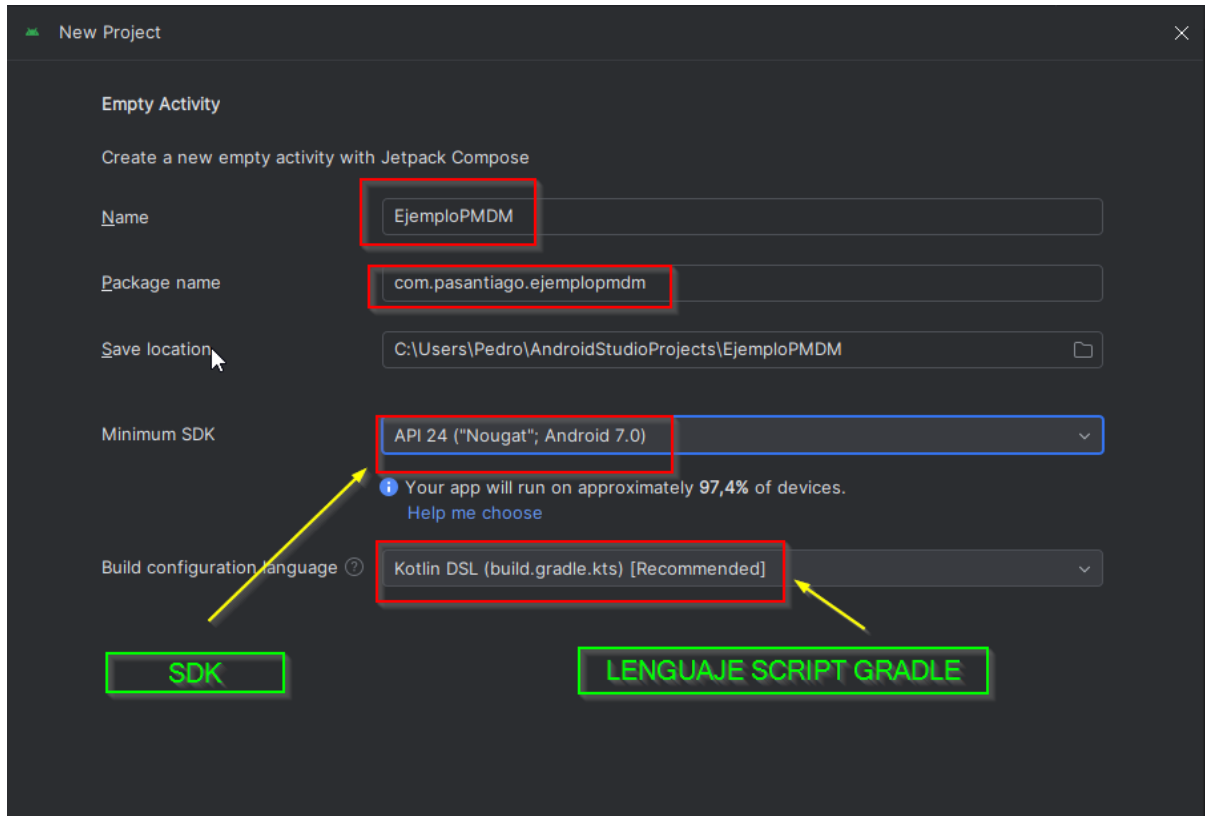 New Project
Empty Activity
Create a new empty activity with Jetpack Compose
Name
EjemploPMDM
Package name
com.pasantiago.ejemplopmdm
Save location
C:\Users\Pedro\AndroidStudioProjects\EjemploPMDM
Minimum SDK
API 24 ("Nougat"; Android 7.0)
Your app will run on approximately 97,4% of devices.
Help me choose
Build configuration language
Kotlin DSL (build.gradle.kts) [Recommended]
SDK
LENGUAJE SCRIPT GRADLE